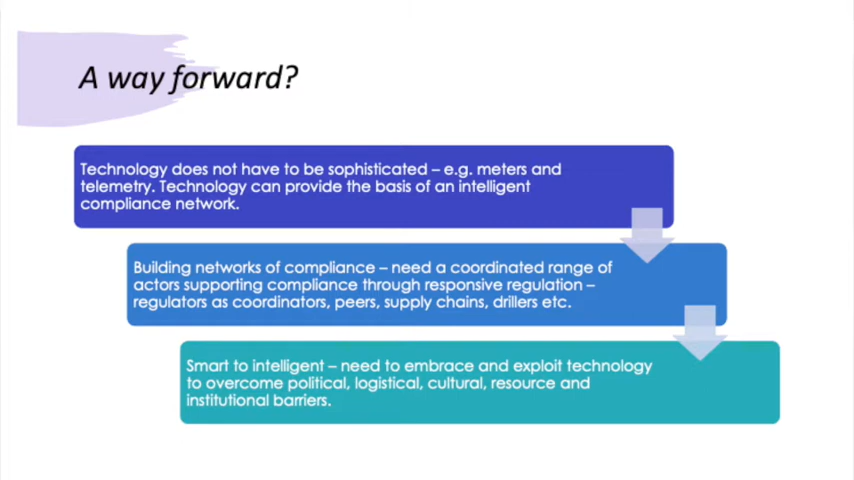 A way forward?
Technology does not have to be sophisticated – e.g. meters and
telemetry. Technology can provide the basis of an intelligent
compliance network.
Building networks of compliance – need a coordinated range of
actors supporting compliance through responsive regulation –
regulators as coordinators, peers, supply chains, drillers etc.
Smart to intelligent – need to embrace and exploit technology
to overcome political, logistical, cultural, resource and
institutional barriers.